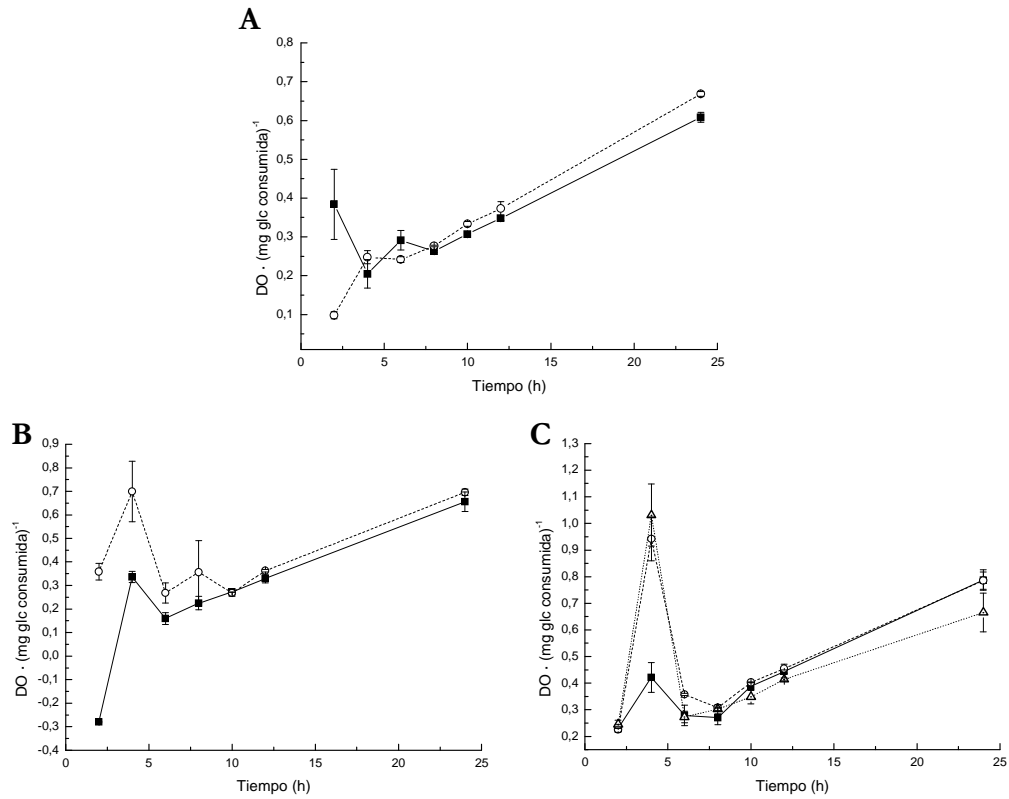 A
0,8
0,7
0,6
0,5
0,4
0,3
0,2
0,1
DO · (mg glc consumida)⁻¹
0 5 10 15 20 25
Tiempo (h)
B
0,9
0,8
0,7
0,6
0,5
0,4
0,3
0,2
0,1
0,0
-0,1
-0,2
-0,3
-0,4
DO · (mg glc consumida)⁻¹
0 5 10 15 20 25
Tiempo (h)
C
1,3
1,2
1,1
1,0
0,9
0,8
0,7
0,6
0,5
0,4
0,3
0,2
DO · (mg glc consumida)⁻¹
0 5 10 15 20 25
Tiempo (h)